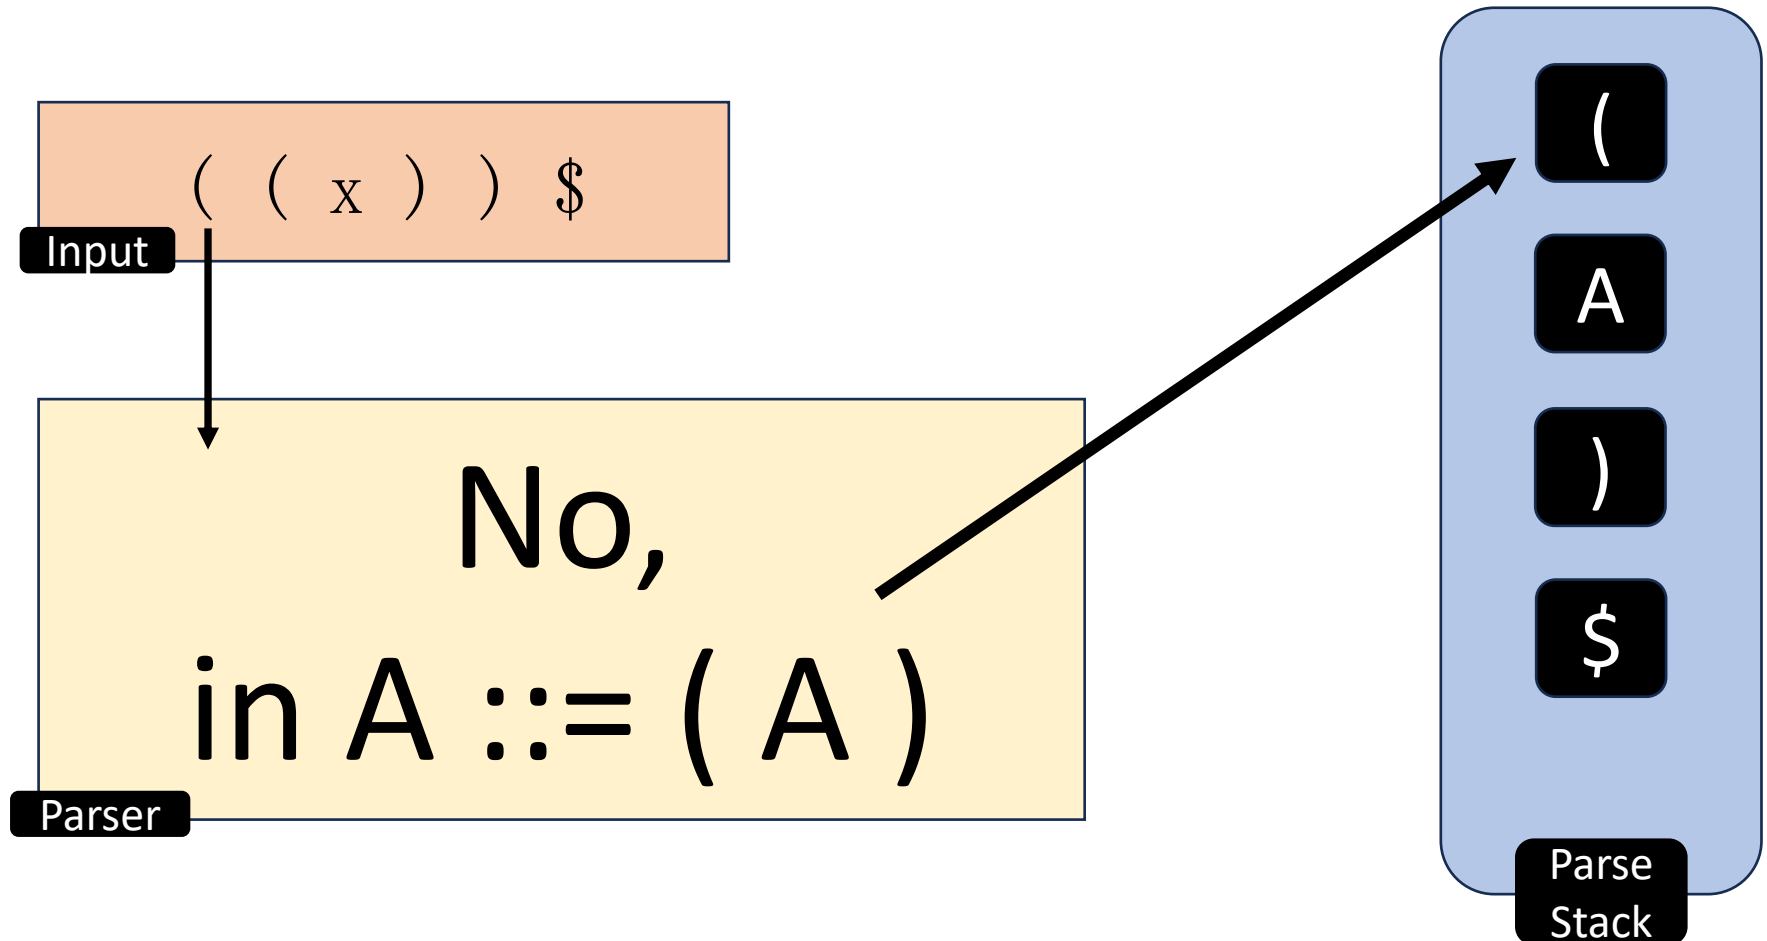 ( ( x ) ) $
Input
No,
in A ::= ( A )
Parser
(
A
)
$
Parse
Stack